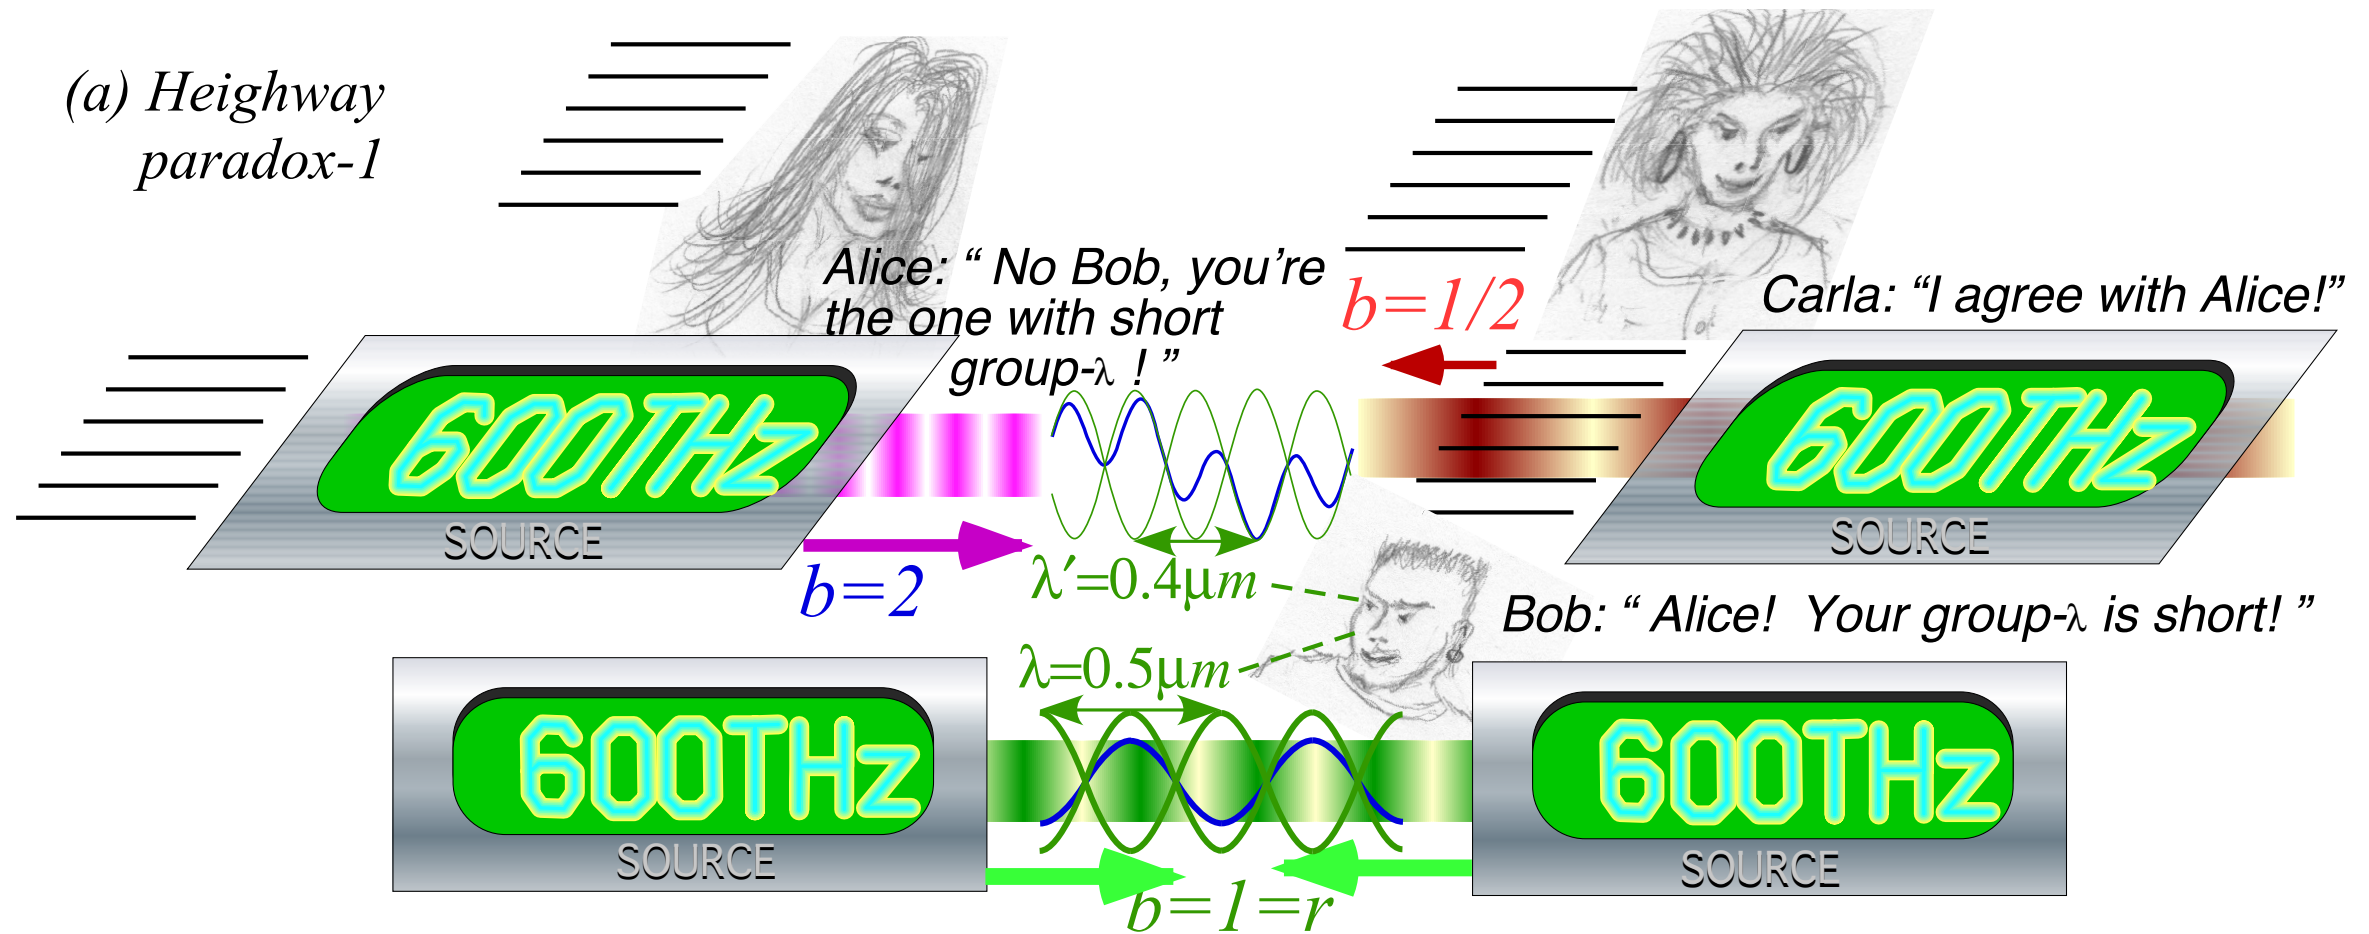 (a) Heighway
paradox-1
Alice: “ No Bob, you’re
the one with short
group-λ ! ”
b=1/2
Carla: “I agree with Alice!”
600THz
SOURCE
600THz
SOURCE
b=2
λ′=0.4μm
Bob: “ Alice!  Your group-λ is short! ”
λ=0.5μm
600THz
SOURCE
600THz
SOURCE
b=1=r